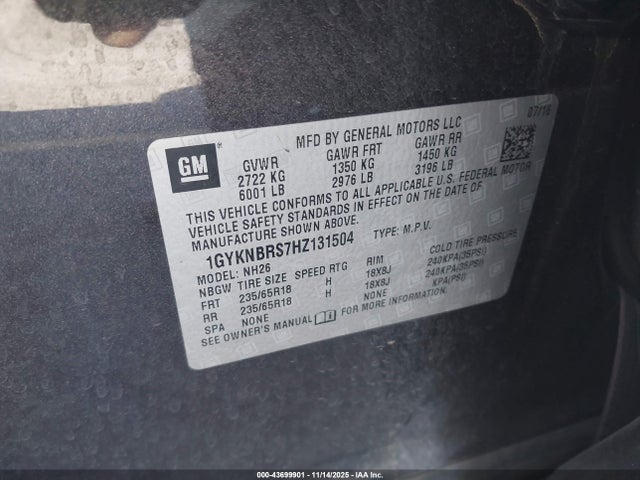 07/16
MFD BY GENERAL MOTORS LLC
GM
GVWR GAWR FRT GAWR RR
2722 KG 1350 KG 1450 KG
6001 LB 2976 LB 3196 LB
THIS VEHICLE CONFORMS TO ALL APPLICABLE U.S. FEDERAL MOTOR
VEHICLE SAFETY STANDARDS IN EFFECT ON THE DATE OF
MANUFACTURE SHOWN ABOVE.
1GYKNBRS7HZ131504 TYPE: M.P.V.
MODEL: NH26
NBGW TIRE SIZE SPEED RTG RIM COLD TIRE PRESSURE
FRT 235/65R18 H 18X8J 240KPA(35PSI)
RR 235/65R18 H 18X8J 240KPA(35PSI)
SPA NONE NONE KPA(PSI)
SEE OWNER'S MANUAL FOR MORE INFORMATION.
000-43699901 - 11/14/2025 - IAA Inc.